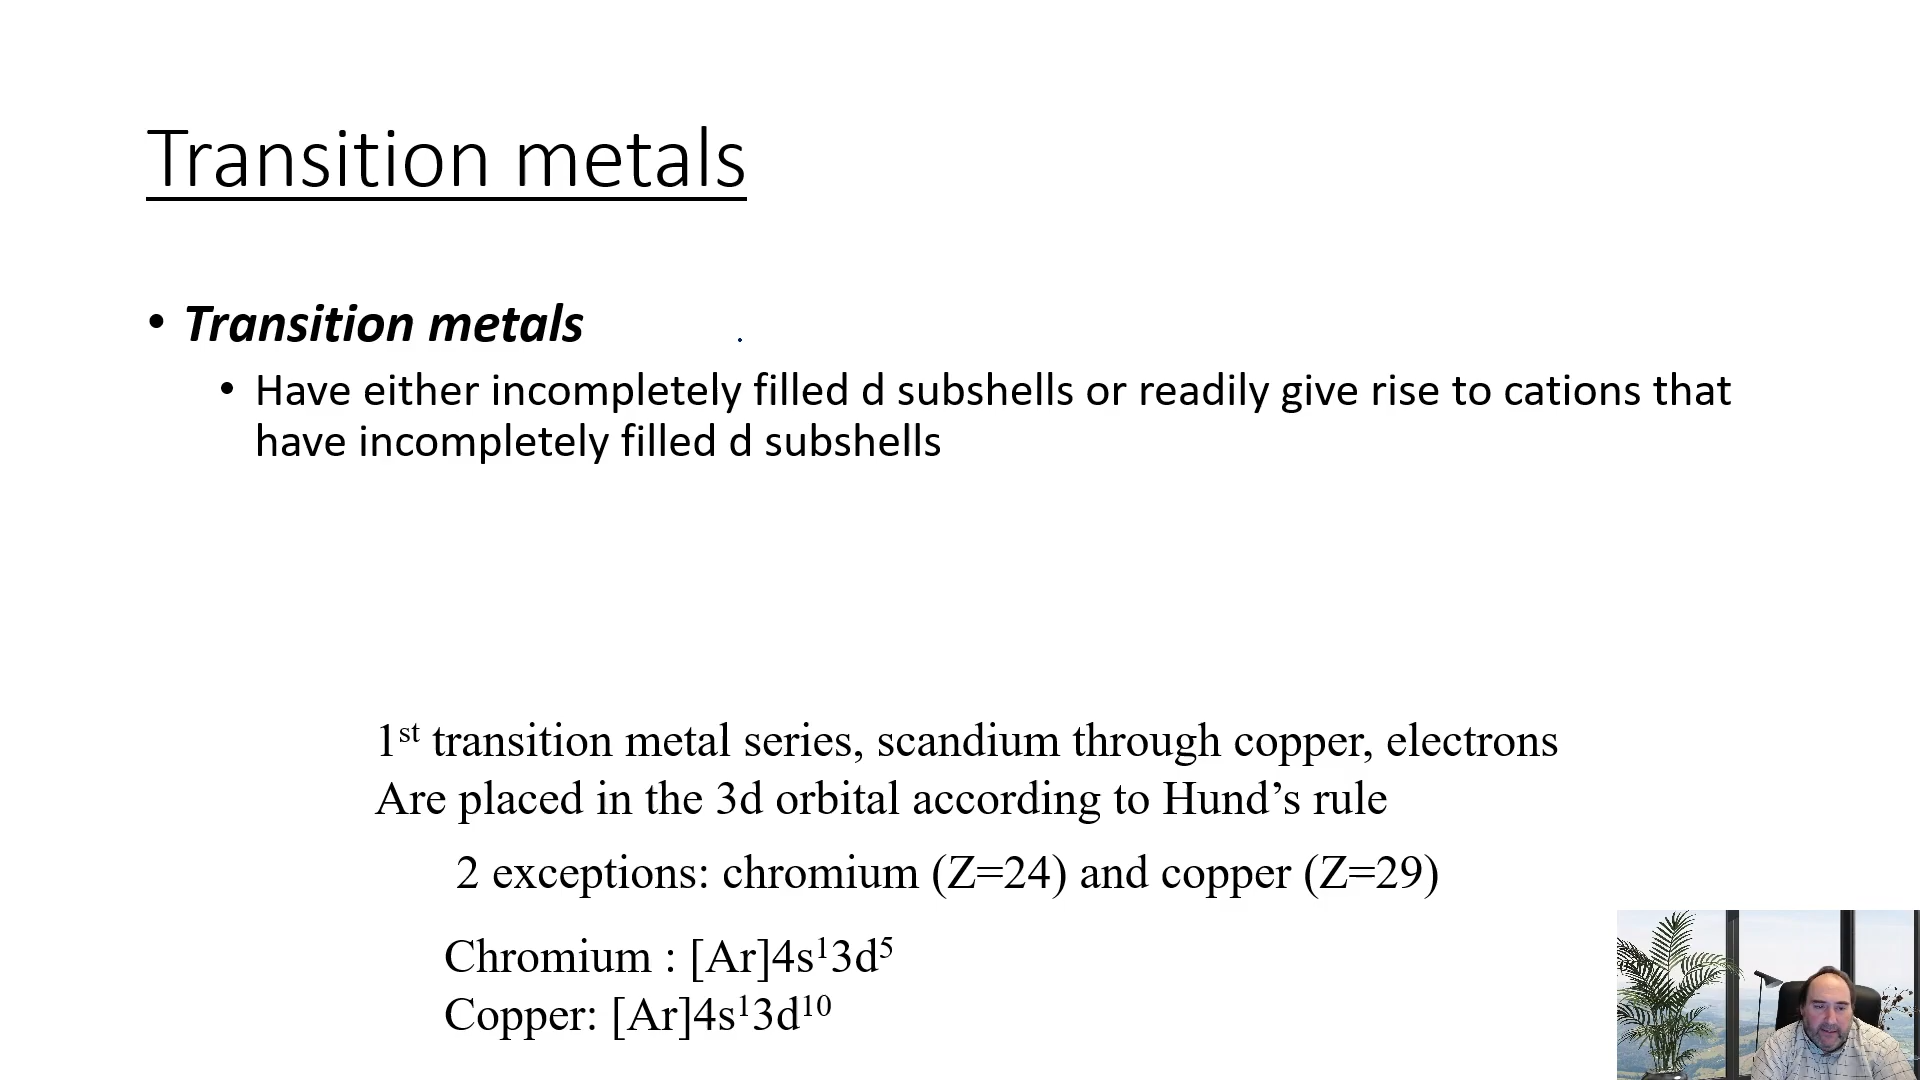 Transition metals
• Transition metals
• Have either incompletely filled d subshells or readily give rise to cations that
have incompletely filled d subshells
1st transition metal series, scandium through copper, electrons
Are placed in the 3d orbital according to Hund’s rule
2 exceptions: chromium (Z=24) and copper (Z=29)
Chromium : [Ar]4s¹3d⁵
Copper: [Ar]4s¹3d¹⁰